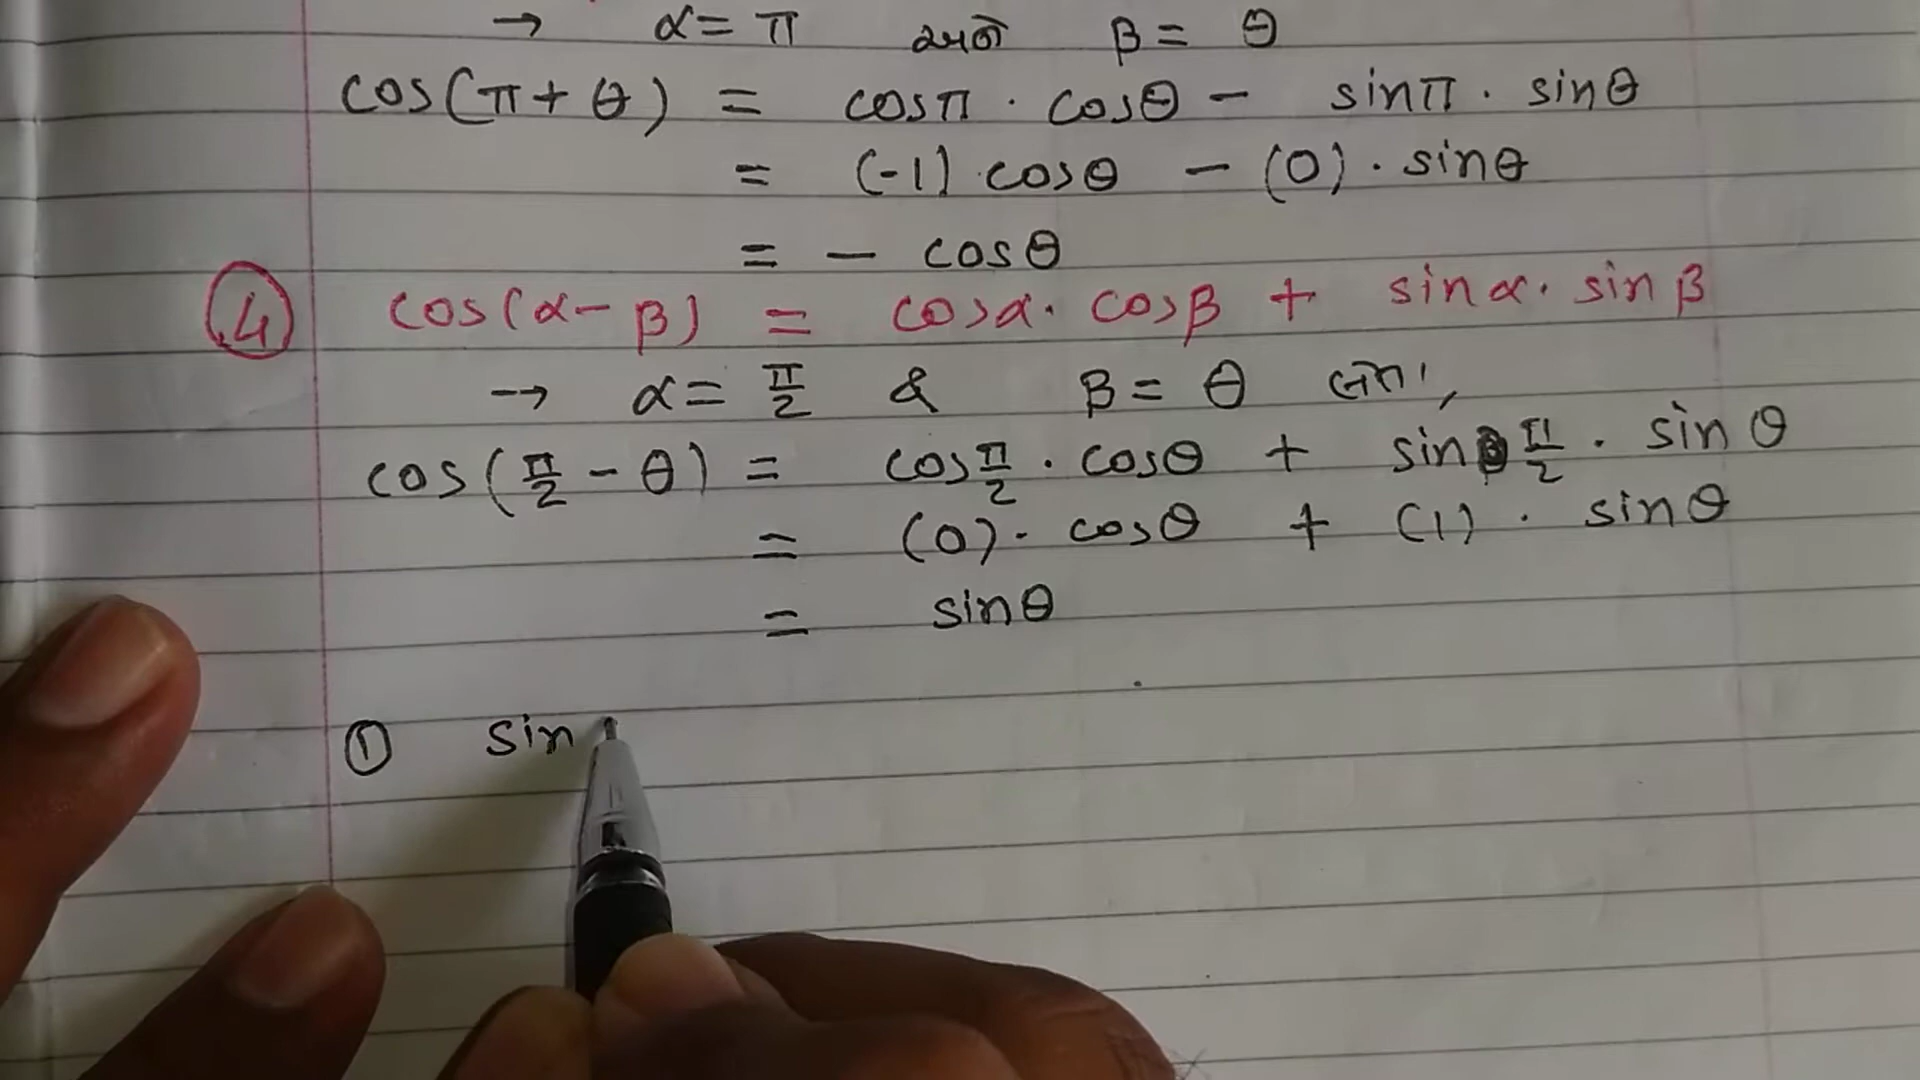 → α = π અને β = θ
cos(π + θ) = cosπ · cosθ - sinπ · sinθ
= (-1) · cosθ - (0) · sinθ
= - cosθ
4 cos(α - β) = cosα · cosβ + sinα · sinβ
→ α = π/2 & β = θ લેતા,
cos(π/2 - θ) = cosπ/2 · cosθ + sin π/2 · sinθ
= (0) · cosθ + (1) · sinθ
= sinθ
① sin